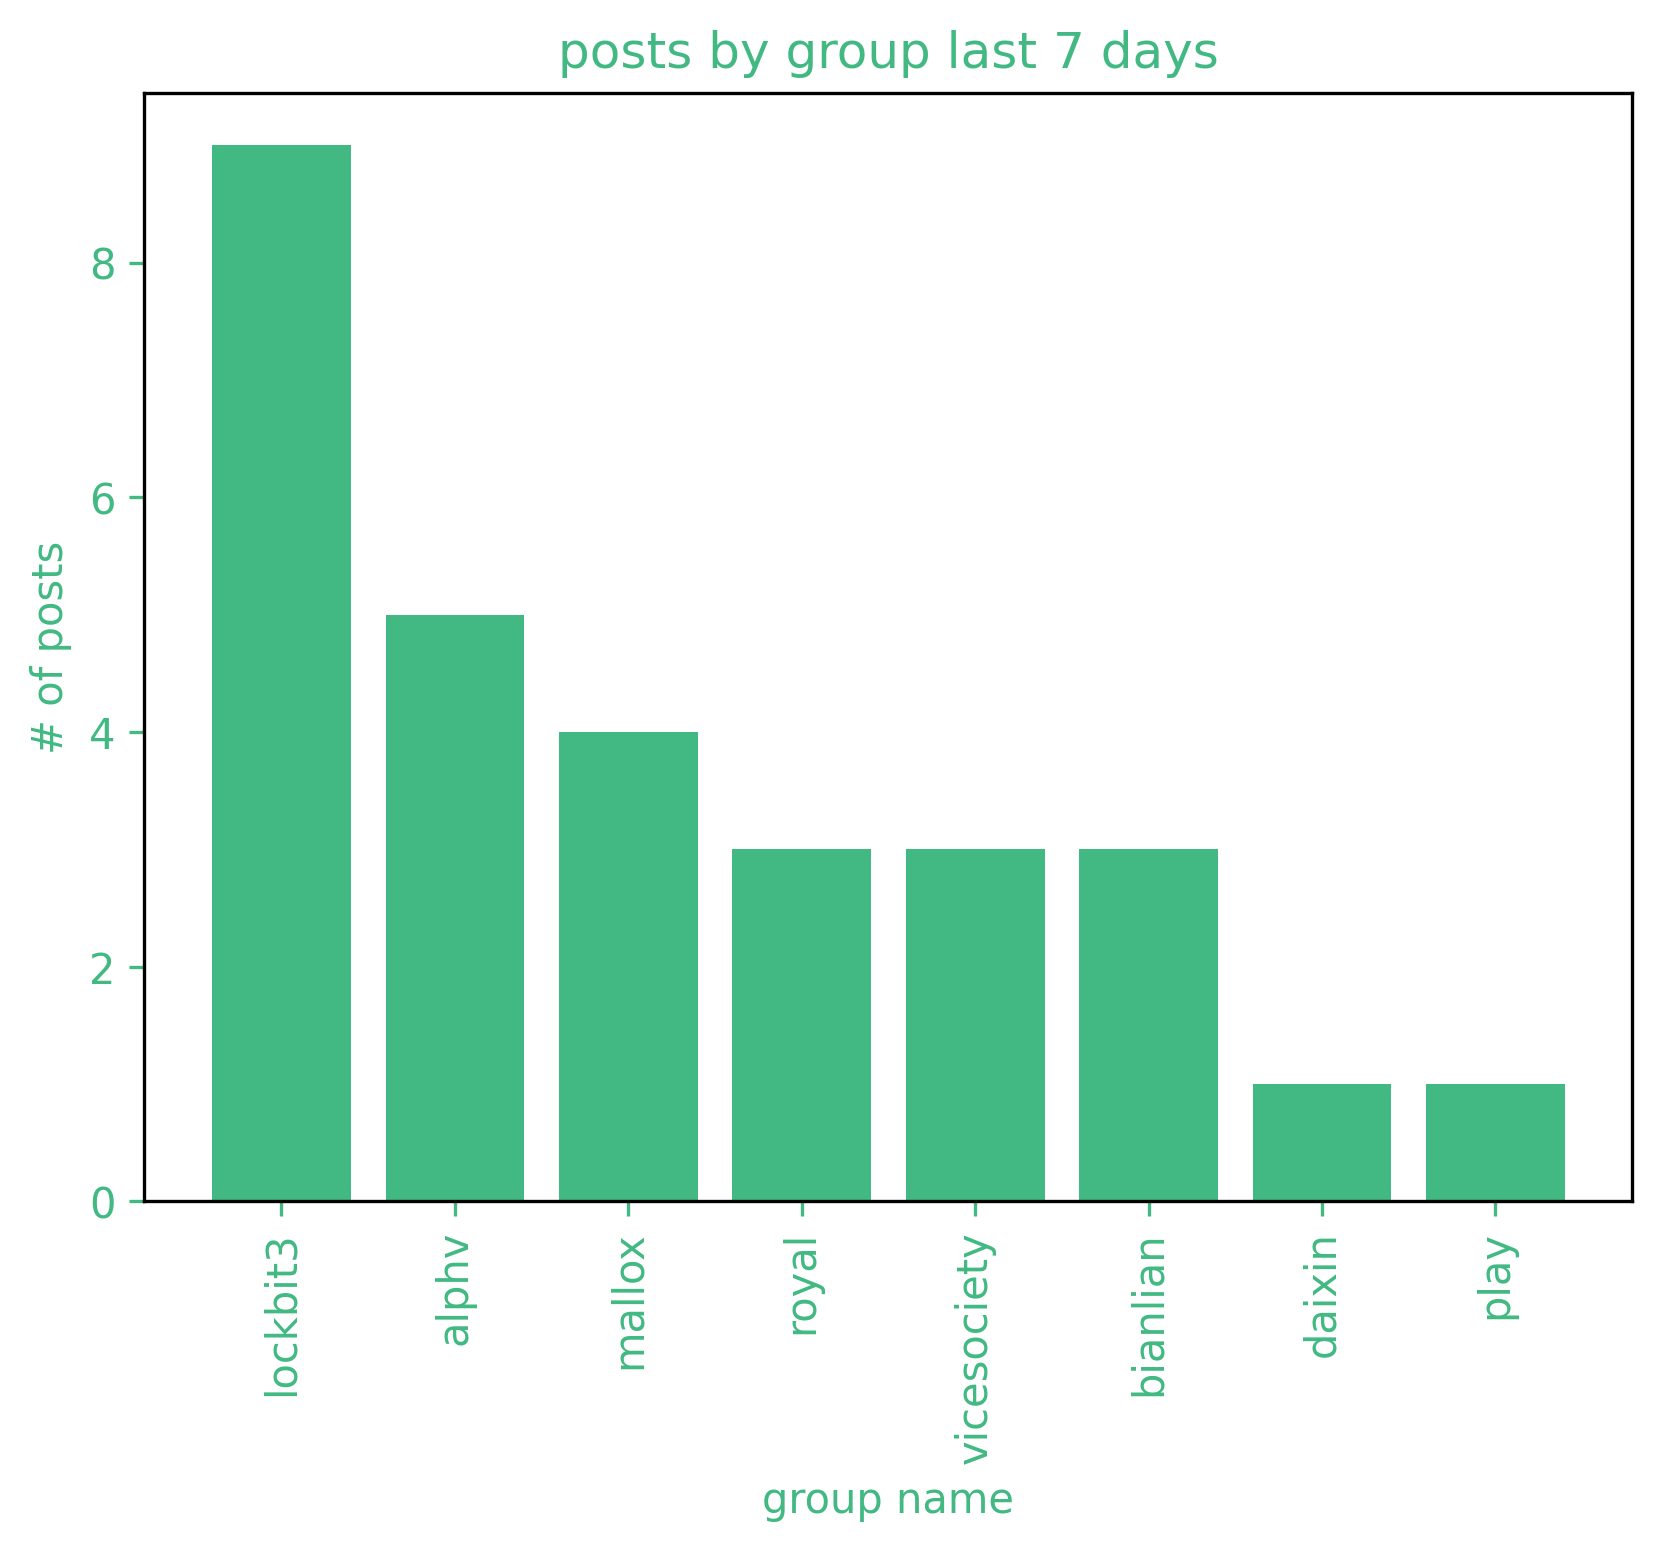 posts by group last 7 days
# of posts
8
6
4
2
0
lockbit3
alphv
mallox
royal
vicesociety
bianlian
daixin
play
group name